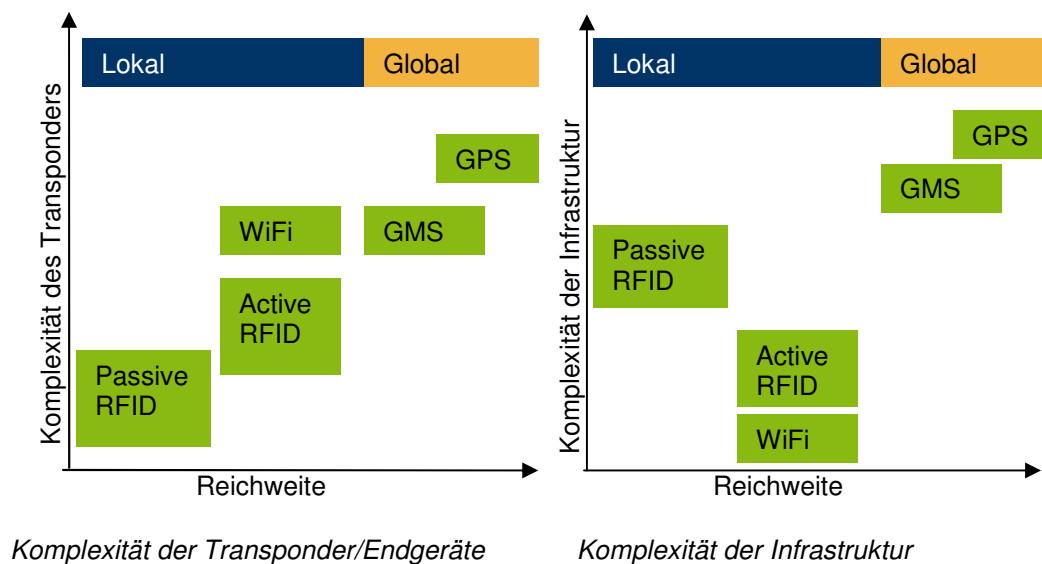 Komplexität des Transponders
Lokal
Global
GPS
WiFi
GMS
Active
RFID
Passive
RFID
Reichweite
Komplexität der Transponder/Endgeräte
Komplexität der Infrastruktur
Lokal
Global
GPS
GMS
Passive
RFID
Active
RFID
WiFi
Reichweite
Komplexität der Infrastruktur